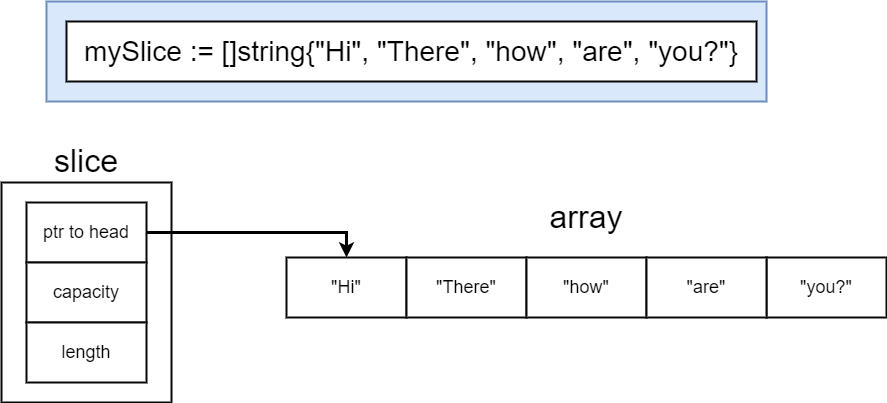 mySlice := []string{"Hi", "There", "how", "are", "you?"}
slice
array
ptr to head
capacity
length
"Hi" "There" "how" "are" "you?"